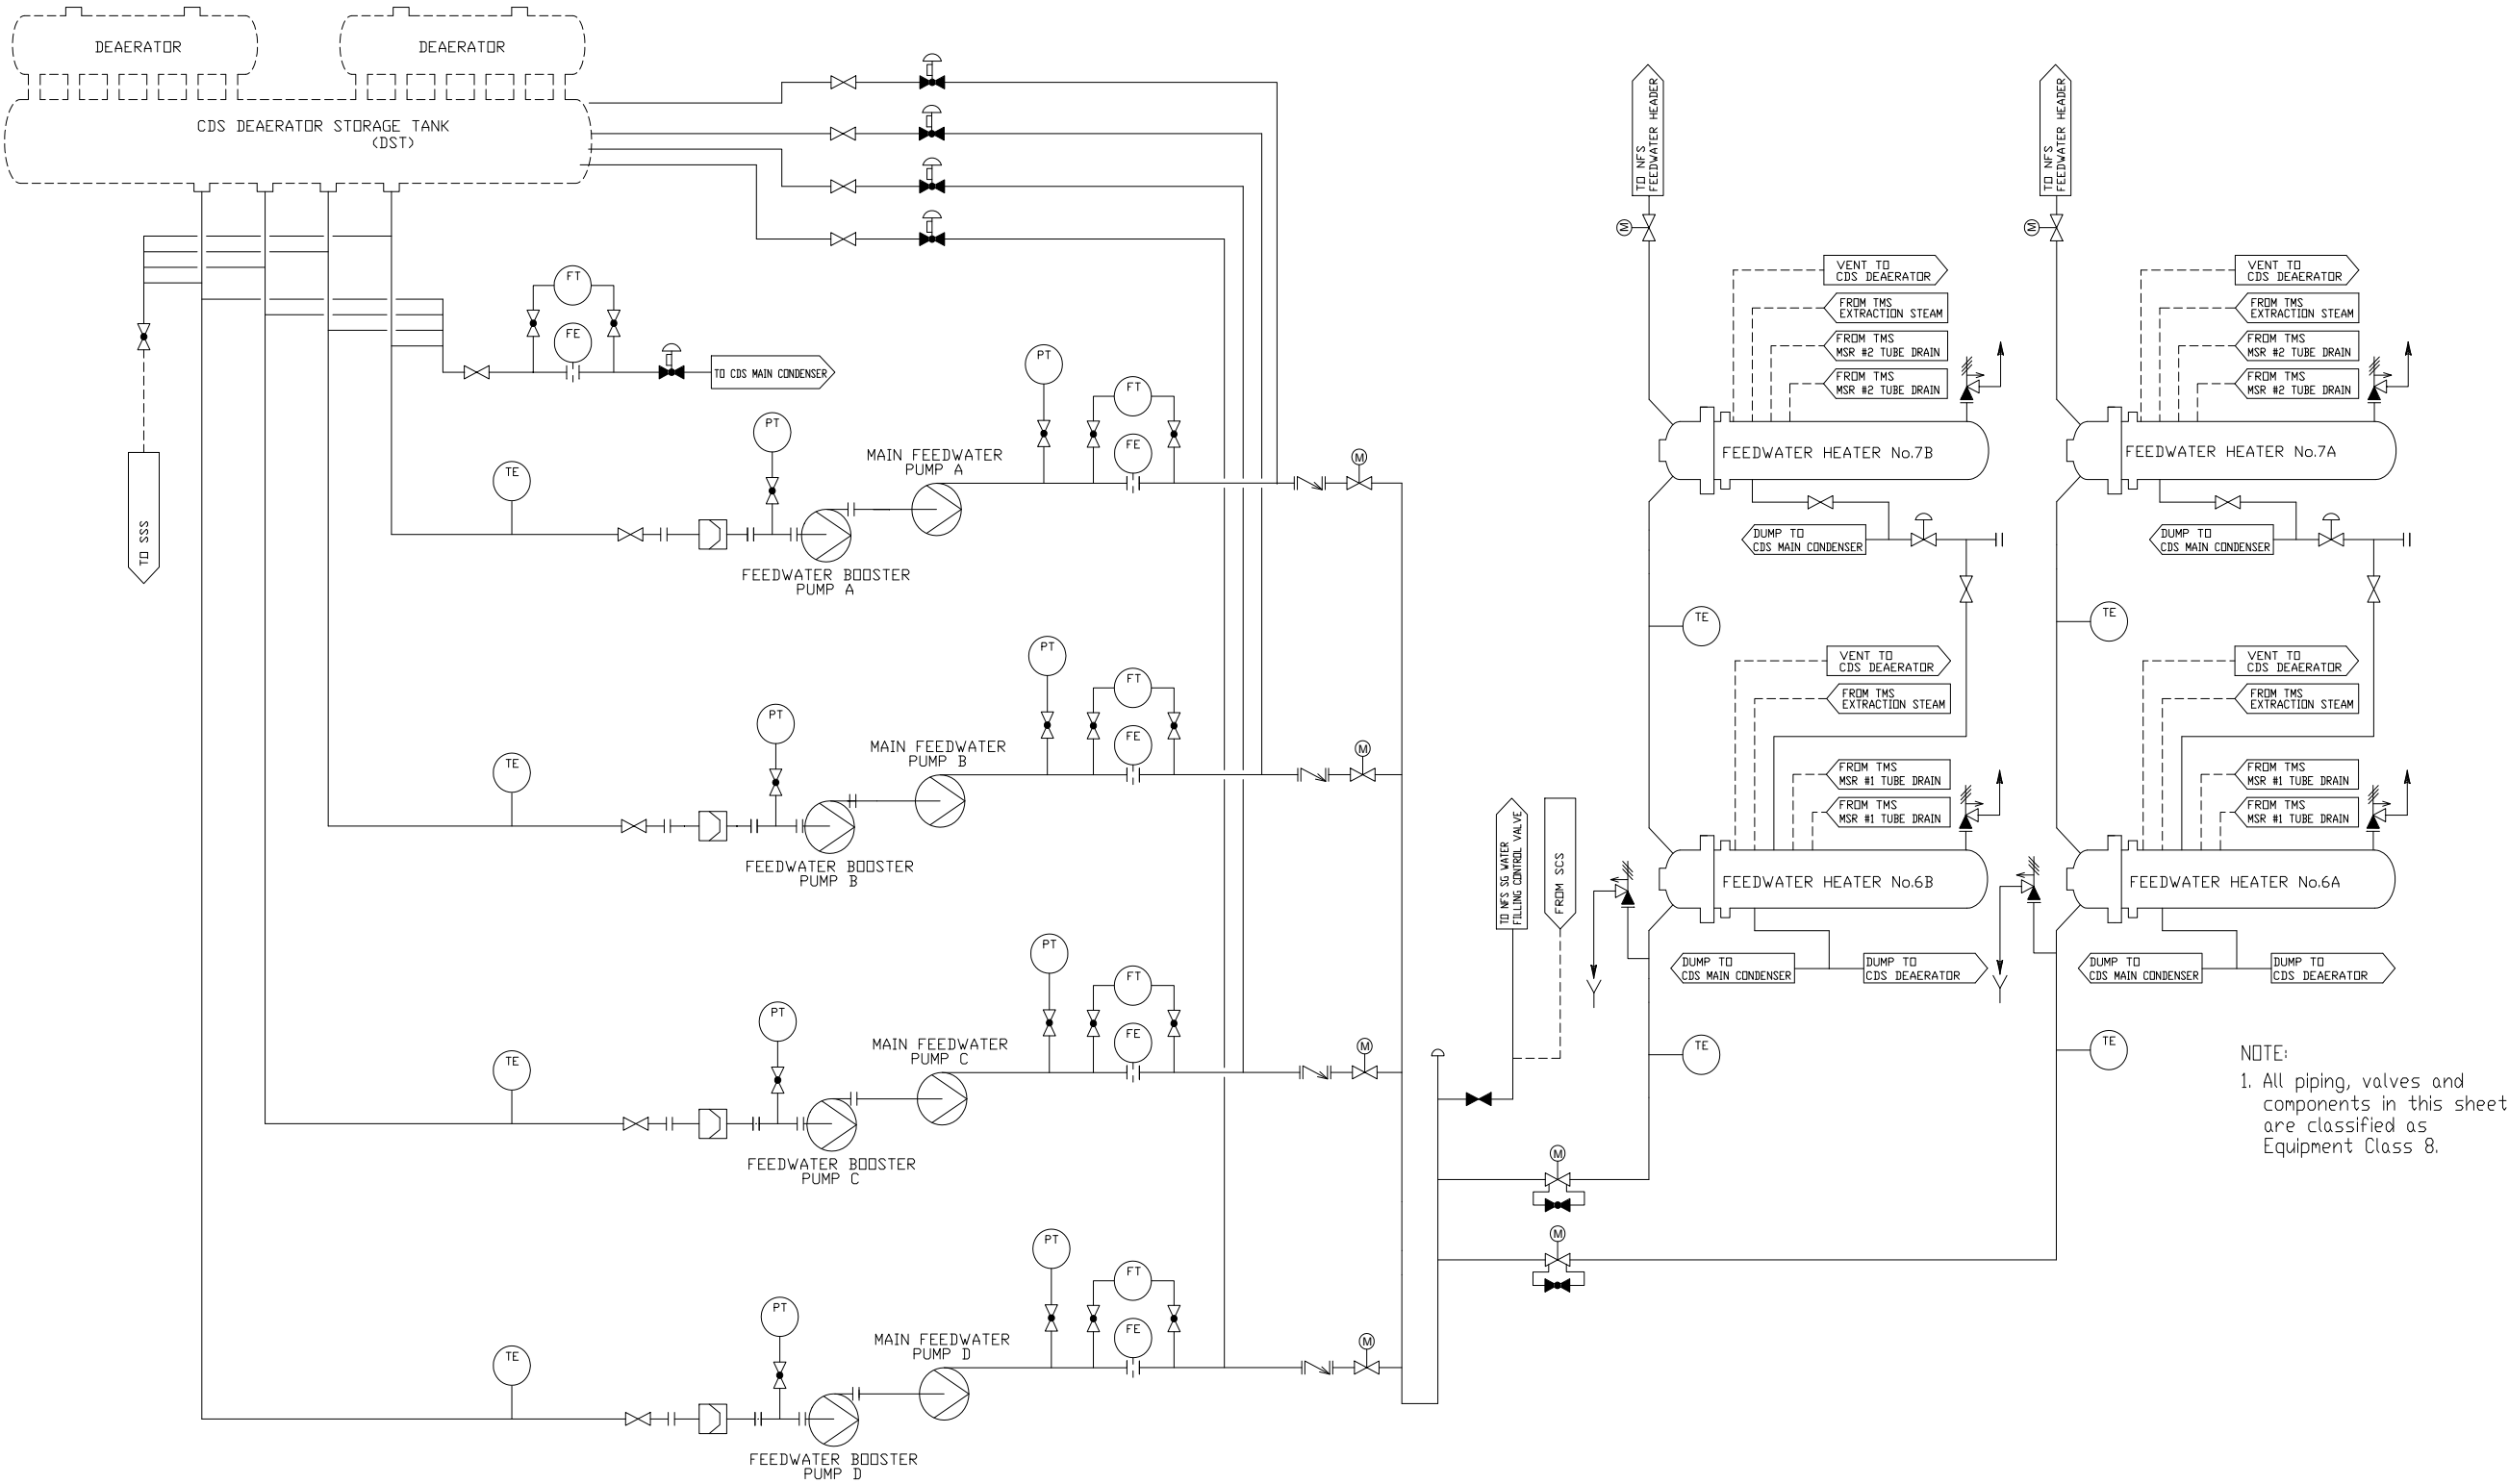 DEAERATOR
DEAERATOR
CDS DEAERATOR STORAGE TANK
(DST)
TO SSS
FT
FE
TO CDS MAIN CONDENSER
TE
PT
FEEDWATER BOOSTER
PUMP A
MAIN FEEDWATER
PUMP A
PT
FT
FE
M
TE
PT
FEEDWATER BOOSTER
PUMP B
MAIN FEEDWATER
PUMP B
PT
FT
FE
M
TE
PT
FEEDWATER BOOSTER
PUMP C
MAIN FEEDWATER
PUMP C
PT
FT
FE
M
TE
PT
FEEDWATER BOOSTER
PUMP D
MAIN FEEDWATER
PUMP D
PT
FT
FE
M
TO NFS SG WATER
FILLING CONTROL VALVE
FROM SCS
M
M
TO NFS
FEEDWATER HEADER
M
VENT TO
CDS DEAERATOR
FROM TMS
EXTRACTION STEAM
FROM TMS
MSR #2 TUBE DRAIN
FROM TMS
MSR #2 TUBE DRAIN
FEEDWATER HEATER No.7B
DUMP TO
CDS MAIN CONDENSER
TE
VENT TO
CDS DEAERATOR
FROM TMS
EXTRACTION STEAM
FROM TMS
MSR #1 TUBE DRAIN
FROM TMS
MSR #1 TUBE DRAIN
FEEDWATER HEATER No.6B
DUMP TO
CDS MAIN CONDENSER
DUMP TO
CDS DEAERATOR
TE
TO NFS
FEEDWATER HEADER
M
VENT TO
CDS DEAERATOR
FROM TMS
EXTRACTION STEAM
FROM TMS
MSR #2 TUBE DRAIN
FROM TMS
MSR #2 TUBE DRAIN
FEEDWATER HEATER No.7A
DUMP TO
CDS MAIN CONDENSER
TE
VENT TO
CDS DEAERATOR
FROM TMS
EXTRACTION STEAM
FROM TMS
MSR #1 TUBE DRAIN
FROM TMS
MSR #1 TUBE DRAIN
FEEDWATER HEATER No.6A
DUMP TO
CDS MAIN CONDENSER
DUMP TO
CDS DEAERATOR
TE
NOTE:
1. All piping, valves and
components in this sheet
are classified as
Equipment Class 8.